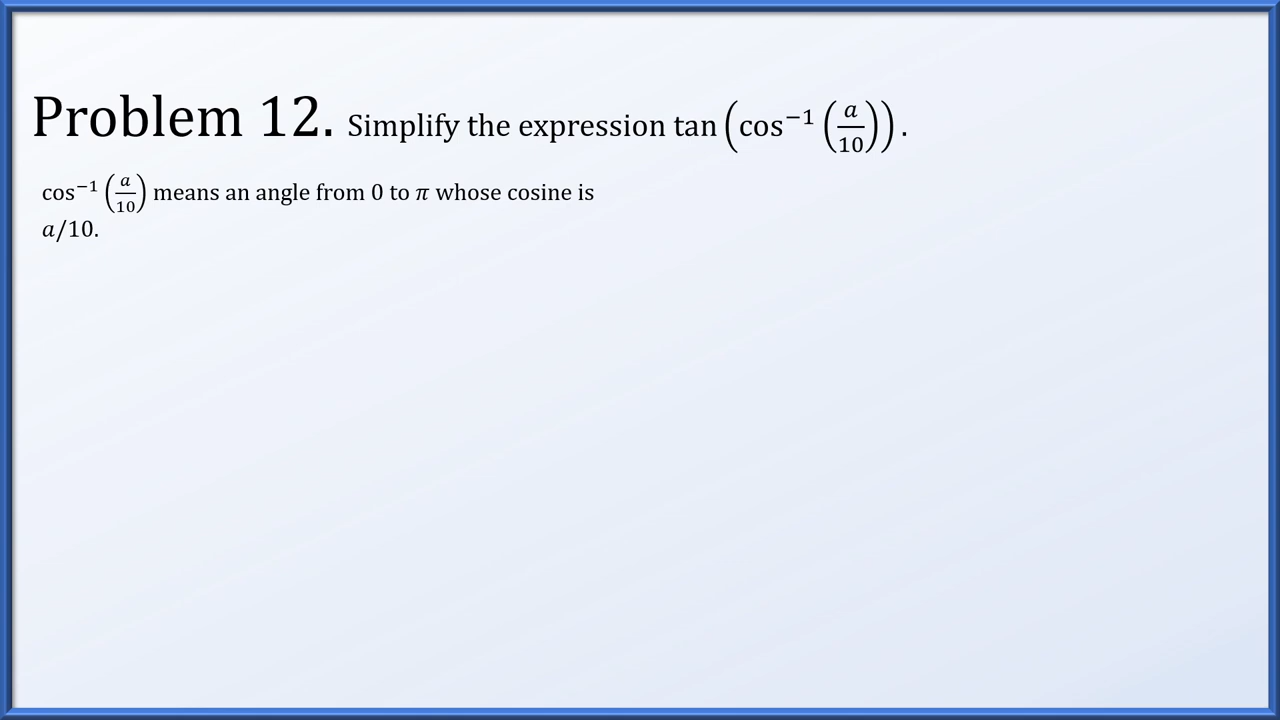 Problem 12. Simplify the expression tan(cos⁻¹(a/10)).
cos⁻¹(a/10) means an angle from 0 to π whose cosine is
a/10.